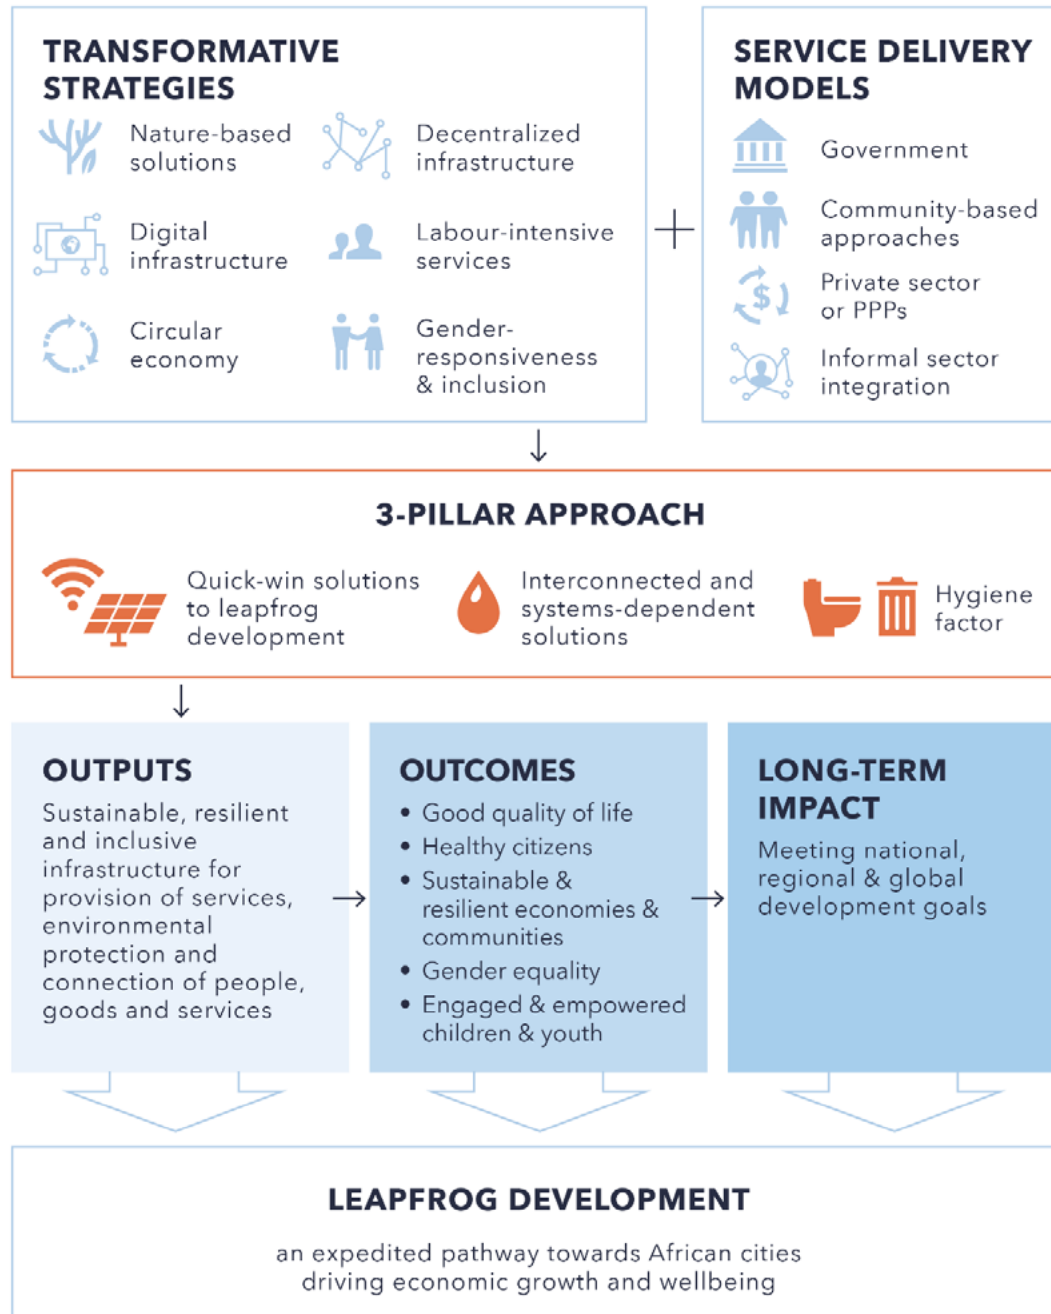 TRANSFORMATIVE
STRATEGIES
Nature-based
solutions
Decentralized
infrastructure
Digital
infrastructure
Labour-intensive
services
Circular
economy
Gender-
responsiveness
& inclusion
+
SERVICE DELIVERY
MODELS
Government
Community-based
approaches
$
Private sector
or PPPs
Informal sector
integration
3-PILLAR APPROACH
Quick-win solutions
to leapfrog
development
Interconnected and
systems-dependent
solutions
Hygiene
factor
OUTPUTS
Sustainable, resilient
and inclusive
infrastructure for
provision of services,
environmental
protection and
connection of people,
goods and services
OUTCOMES
• Good quality of life
• Healthy citizens
• Sustainable &
resilient economies &
communities
• Gender equality
• Engaged & empowered
children & youth
LONG-TERM
IMPACT
Meeting national,
regional & global
development goals
LEAPFROG DEVELOPMENT
an expedited pathway towards African cities
driving economic growth and wellbeing